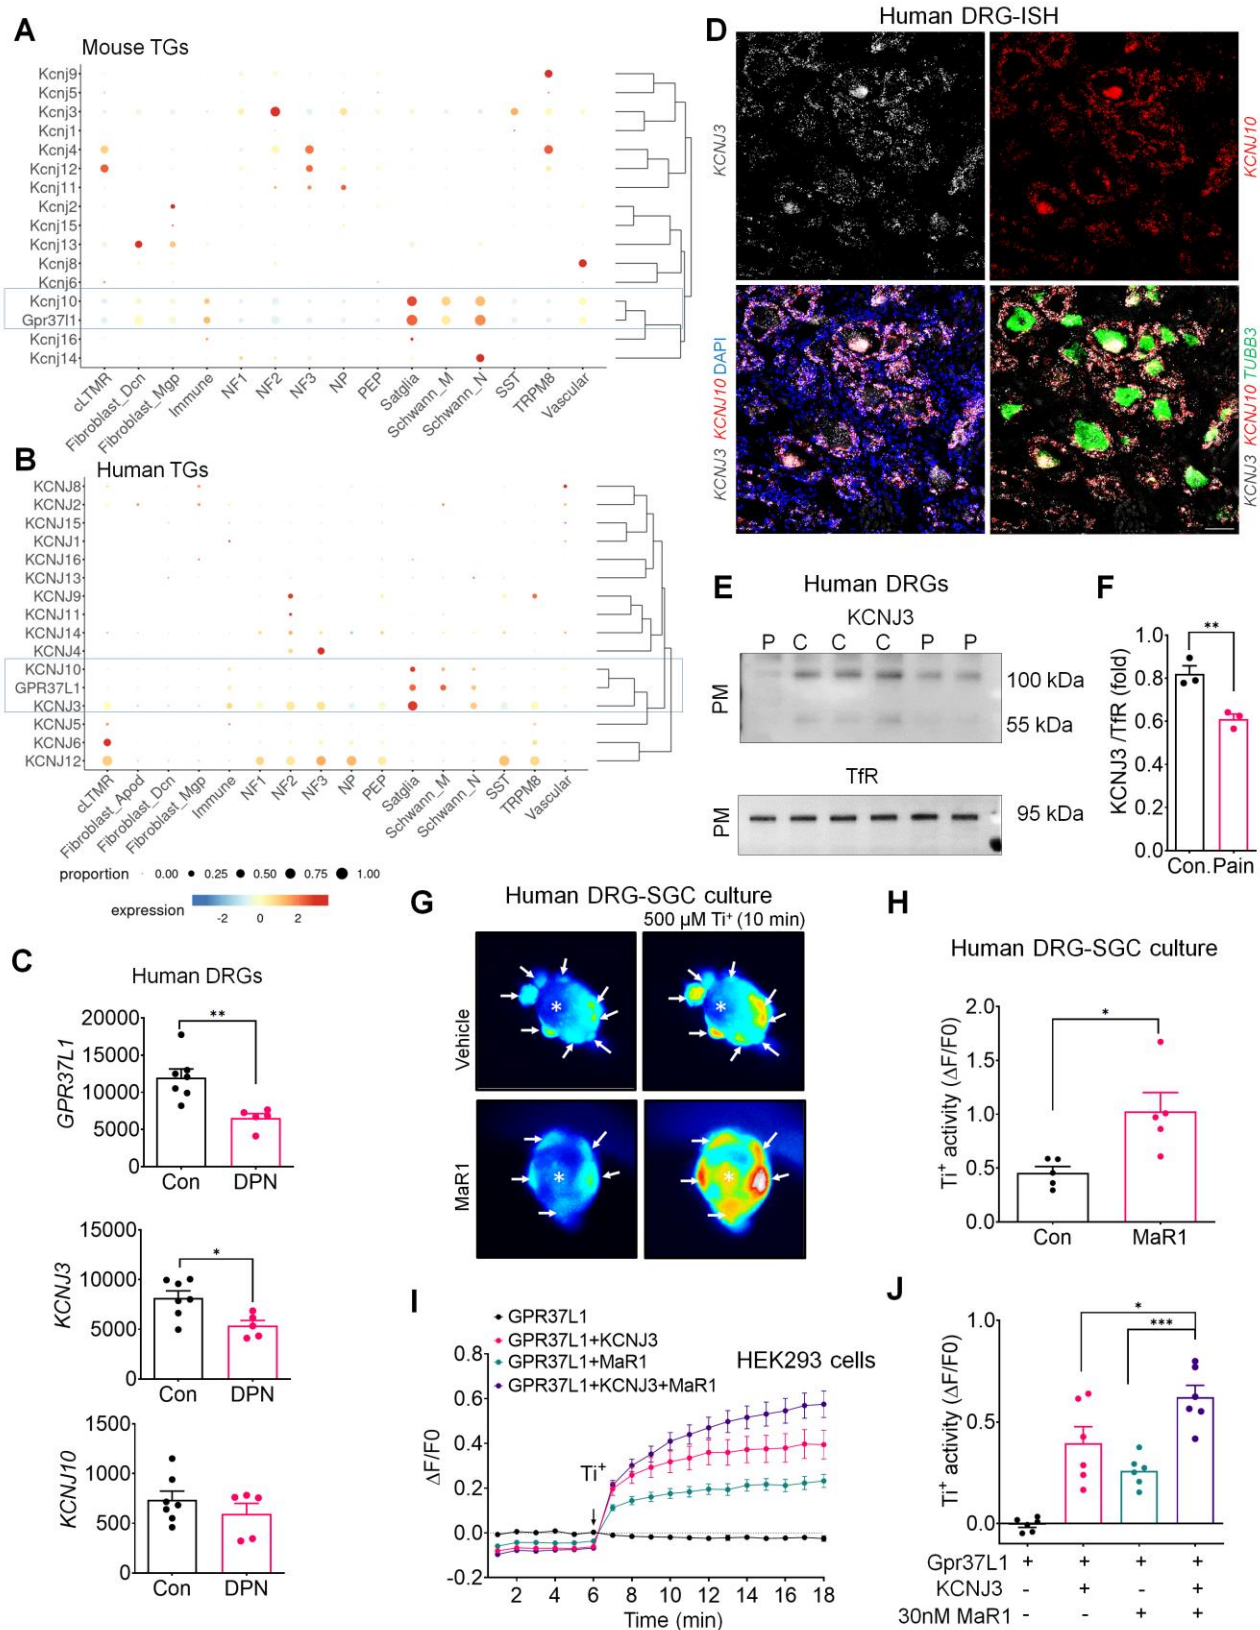 A
Mouse TGs
Kcnj9
Kcnj5
Kcnj3
Kcnj1
Kcnj4
Kcnj12
Kcnj11
Kcnj2
Kcnj15
Kcnj13
Kcnj8
Kcnj6
Kcnj10
Gpr37l1
Kcnj16
Kcnj14
cLTMR
Fibroblast_Dcn
Fibroblast_Mgp
Immune
NF1
NF2
NF3
NP
PEP
Satglia
Schwann_M
Schwann_N
SST
TRPM8
Vascular
B
Human TGs
KCNJ8
KCNJ2
KCNJ15
KCNJ1
KCNJ16
KCNJ13
KCNJ9
KCNJ11
KCNJ14
KCNJ4
KCNJ10
GPR37L1
KCNJ3
KCNJ5
KCNJ6
KCNJ12
cLTMR
Fibroblast_Apod
Fibroblast_Dcn
Fibroblast_Mgp
Immune
NF1
NF2
NF3
NP
PEP
Satglia
Schwann_M
Schwann_N
SST
TRPM8
Vascular
proportion 0.00 0.25 0.50 0.75 1.00
expression
-2 0 2
C
Human DRGs
GPR37L1
20000
15000
10000
5000
0
**
Con DPN
KCNJ3
15000
10000
5000
0
*
Con DPN
KCNJ10
1500
1000
500
0
Con DPN
D
Human DRG-ISH
KCNJ3
KCNJ10
KCNJ3 KCNJ10 DAPI
KCNJ3 KCNJ10 TUBB3
E
Human DRGs
KCNJ3
P C C C P P
PM
100 kDa
55 kDa
TfR
PM
95 kDa
F
KCNJ3 /TfR (fold)
1.0
0.8
0.6
0.4
0.2
0.0
**
Con. Pain
G
Human DRG-SGC culture
500 µM Ti⁺ (10 min)
Vehicle
* *
MaR1
* *
H
Human DRG-SGC culture
Ti⁺ activity (ΔF/F0)
2.0
1.5
1.0
0.5
0.0
*
Con MaR1
I
GPR37L1
GPR37L1+KCNJ3
GPR37L1+MaR1
GPR37L1+KCNJ3+MaR1
HEK293 cells
ΔF/F0
0.8
0.6
0.4
0.2
0.0
-0.2
Ti⁺
2 4 6 8 10 12 14 16 18
Time (min)
J
Ti⁺ activity (ΔF/F0)
1.0
0.5
0.0
*
***
Gpr37L1 + + + +
KCNJ3 - + - +
30nM MaR1 - - + +